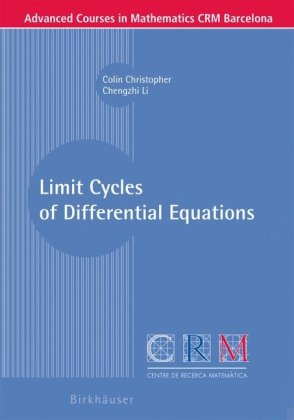 Advanced Courses in Mathematics CRM Barcelona
Colin Christopher
Chengzhi Li
Limit Cycles
of Differential Equations
CRM
CENTRE DE RECERCA MATEMÀTICA
Birkhäuser